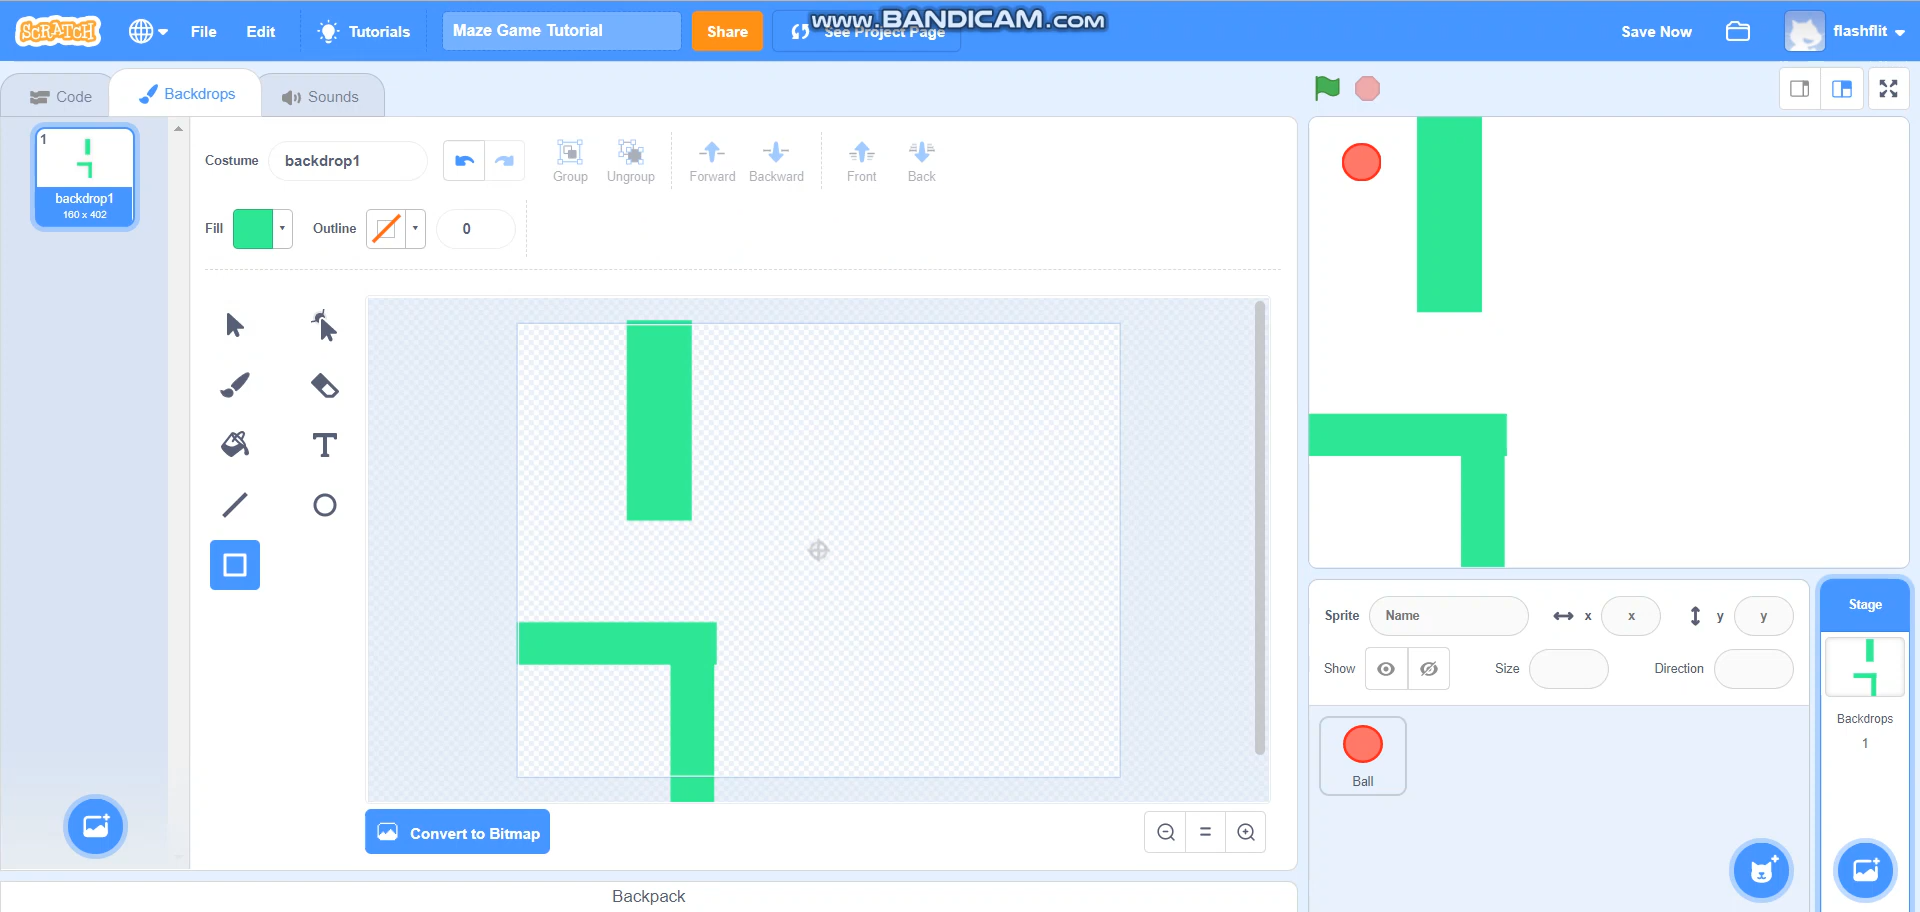 www.BANDICAM.com
SCRATCH
File
Edit
Tutorials
Maze Game Tutorial
Share
See Project Page
Save Now
flashflit
Code
Backdrops
Sounds
1
backdrop1
160 x 402
Costume
backdrop1
Group
Ungroup
Forward
Backward
Front
Back
Fill
Outline
0
T
Convert to Bitmap
Backpack
Sprite
Name
x
x
y
y
Show
Size
Direction
Ball
Stage
Backdrops
1